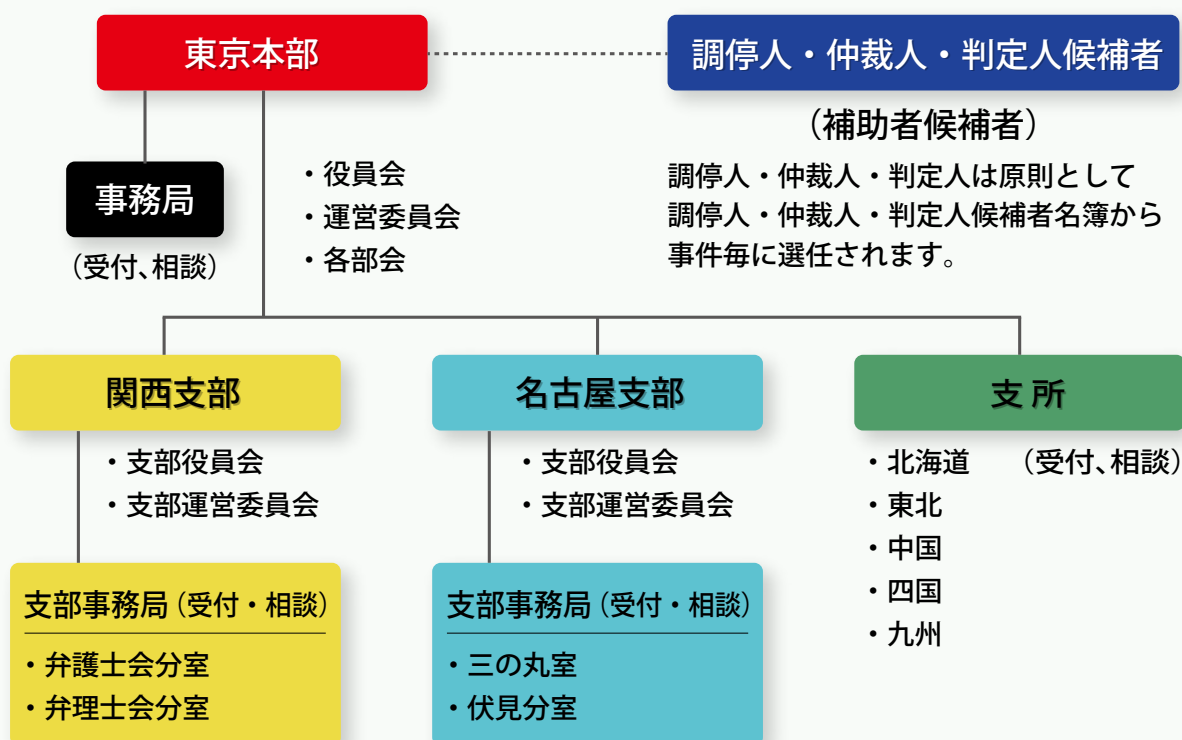 東京本部
調停人・仲裁人・判定人候補者
（補助者候補者）
調停人・仲裁人・判定人は原則として
調停人・仲裁人・判定人候補者名簿から
事件毎に選任されます。
事務局
（受付、相談）
・役員会
・運営委員会
・各部会
関西支部
・支部役員会
・支部運営委員会
支部事務局（受付・相談）
・弁護士会分室
・弁理士会分室
名古屋支部
・支部役員会
・支部運営委員会
支部事務局（受付・相談）
・三の丸室
・伏見分室
支所
・北海道　（受付、相談）
・東北
・中国
・四国
・九州